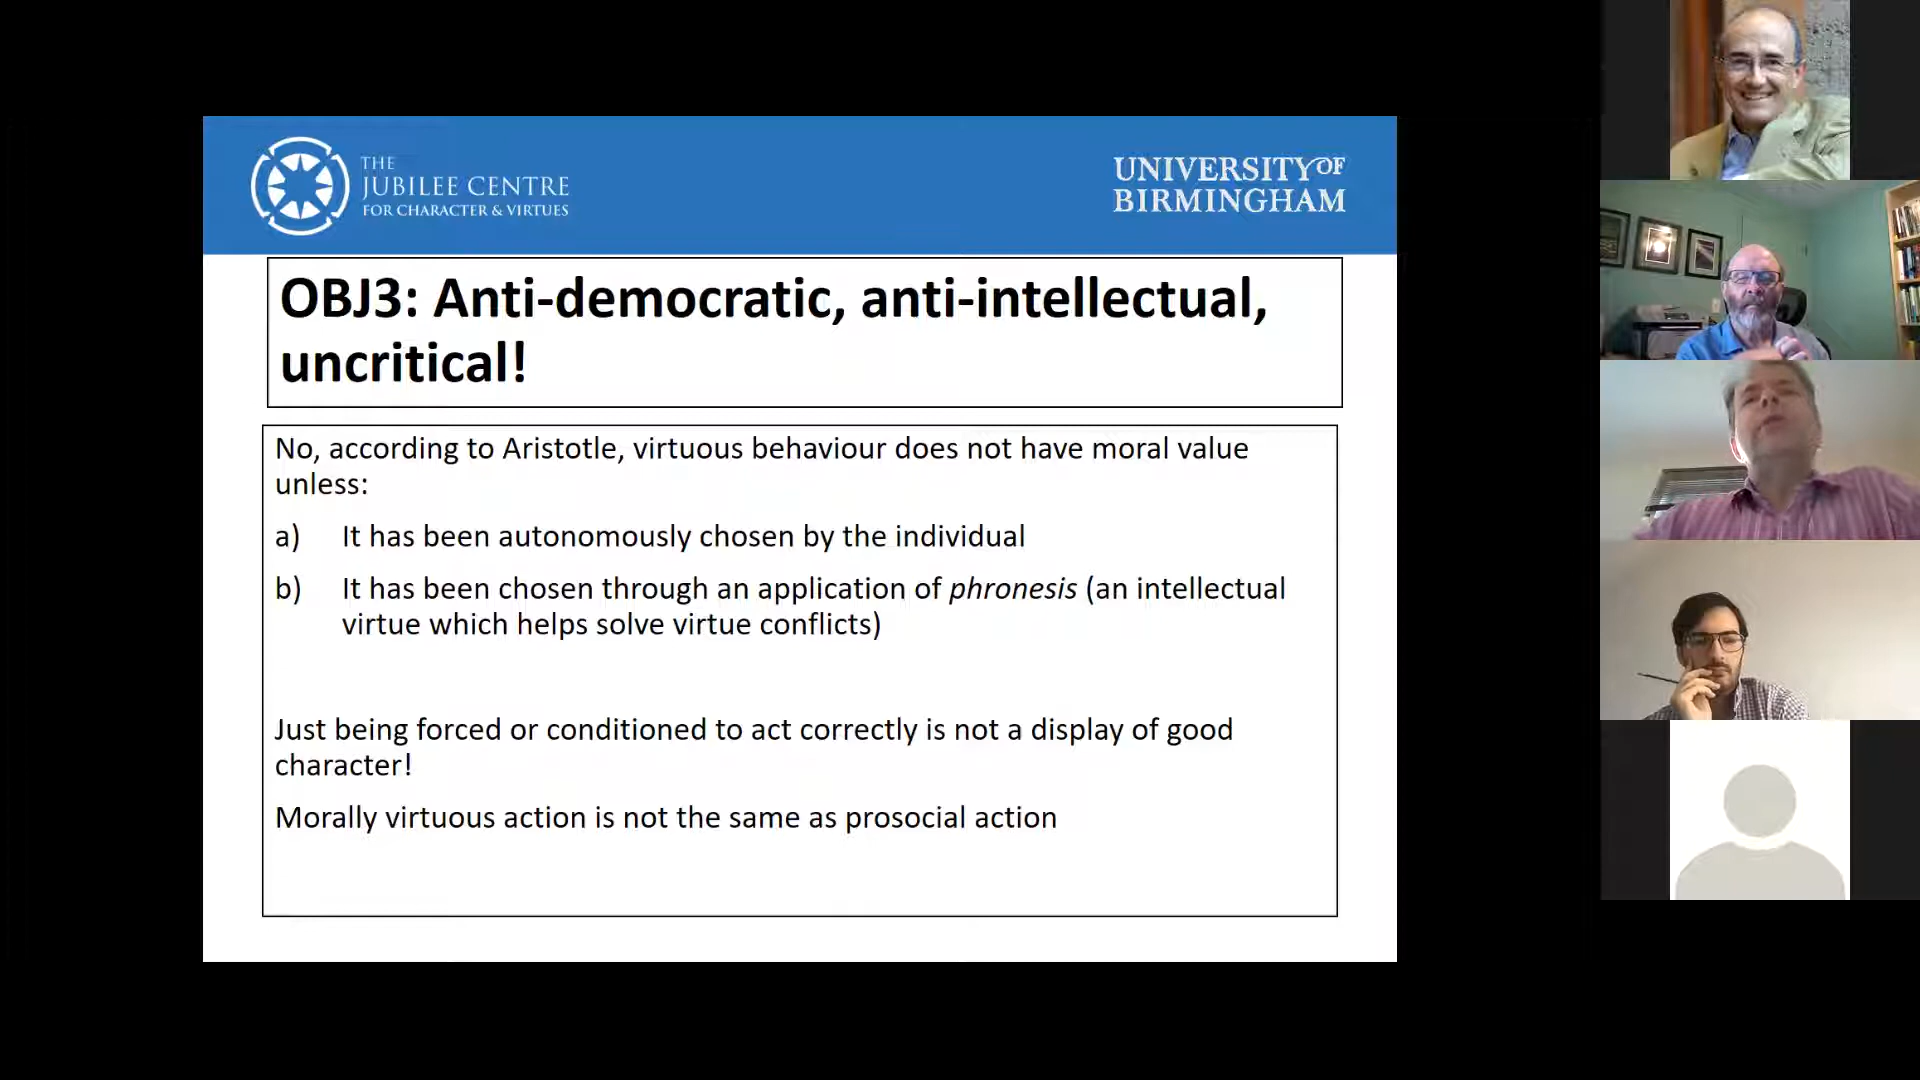 THE
JUBILEE CENTRE
FOR CHARACTER & VIRTUES
UNIVERSITY OF
BIRMINGHAM
OBJ3: Anti-democratic, anti-intellectual,
uncritical!
No, according to Aristotle, virtuous behaviour does not have moral value
unless:
a) It has been autonomously chosen by the individual
b) It has been chosen through an application of phronesis (an intellectual
virtue which helps solve virtue conflicts)
Just being forced or conditioned to act correctly is not a display of good
character!
Morally virtuous action is not the same as prosocial action